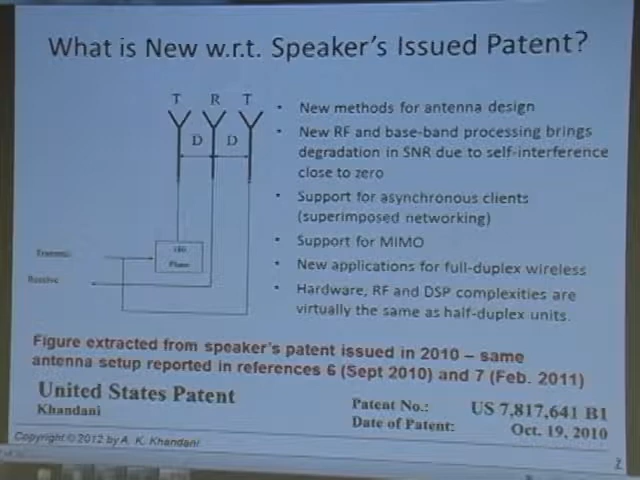 What is New w.r.t. Speaker's Issued Patent?
T R T
D D
180
Phase
Transmit
Receive
• New methods for antenna design
• New RF and base-band processing brings
degradation in SNR due to self-interference
close to zero
• Support for asynchronous clients
(superimposed networking)
• Support for MIMO
• New applications for full-duplex wireless
• Hardware, RF and DSP complexities are
virtually the same as half-duplex units.
Figure extracted from speaker's patent issued in 2010 – same
antenna setup reported in references 6 (Sept 2010) and 7 (Feb. 2011)
United States Patent
Khandani
Patent No.: US 7,817,641 B1
Date of Patent: Oct. 19, 2010
Copyright © 2012 by A. K. Khandani
2